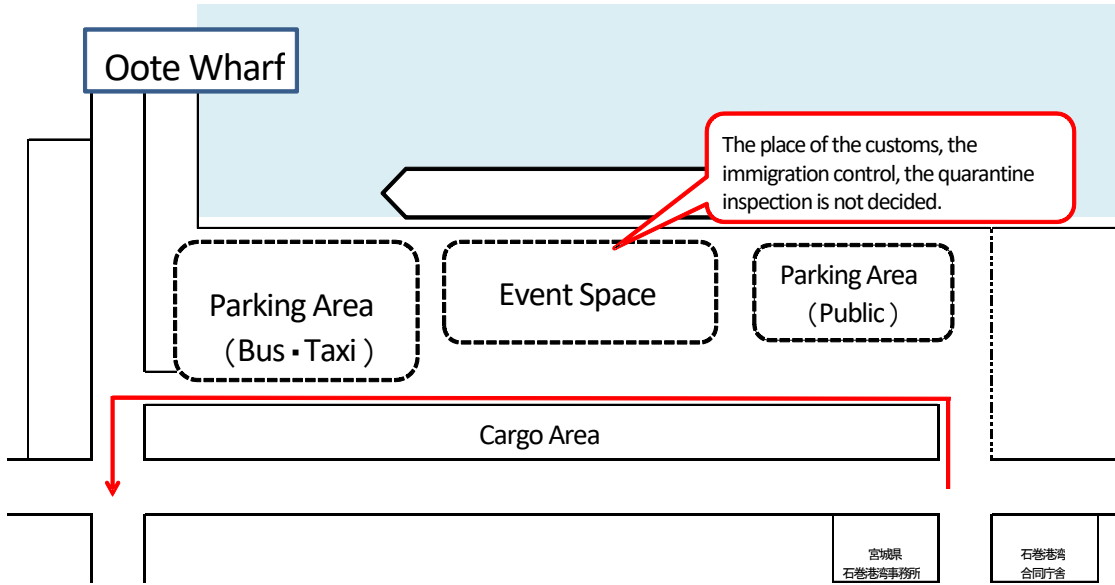 Oote Wharf
The place of the customs, the
immigration control, the quarantine
inspection is not decided.
Parking Area
（Bus・Taxi）
Event Space
Parking Area
（Public）
Cargo Area
宮城県
石巻港湾事務所
石巻港湾
合同庁舎